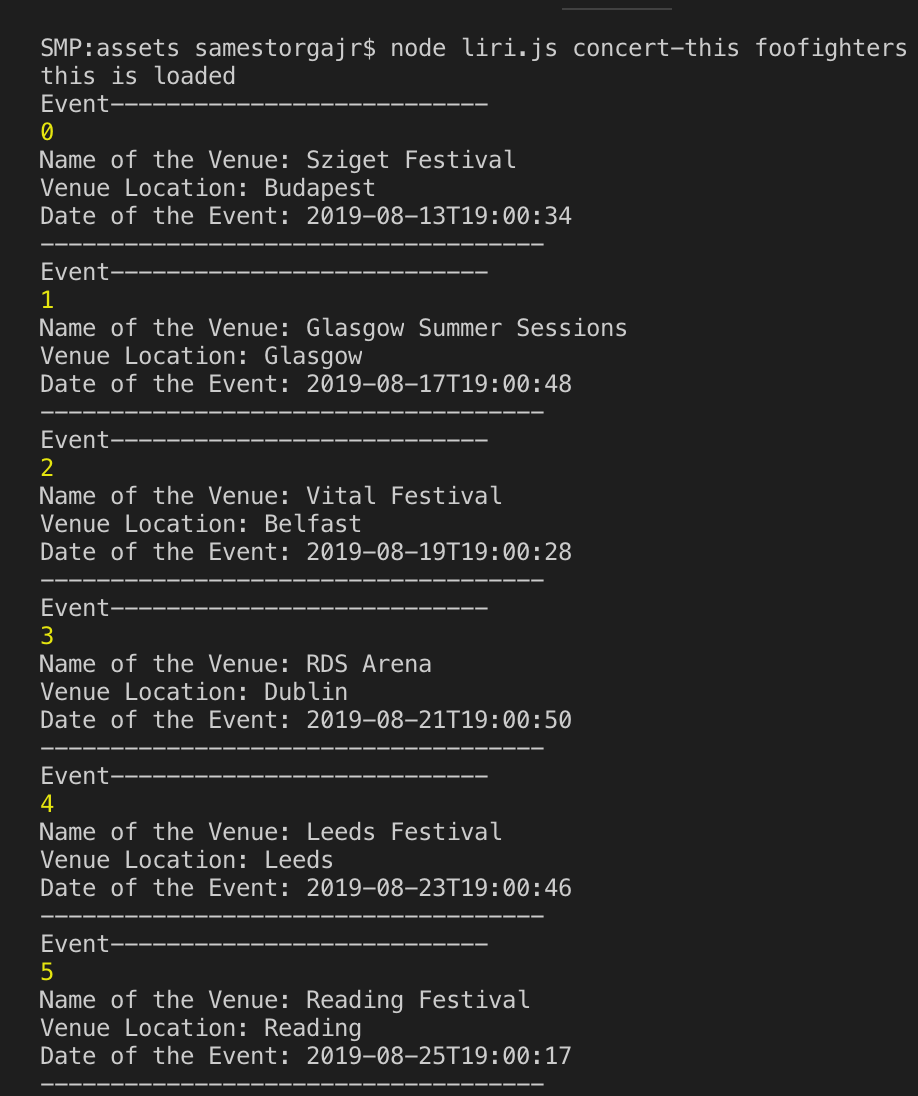 SMP:assets samestorgajr$ node liri.js concert-this foofighters
this is loaded
Event---------------------------
0
Name of the Venue: Sziget Festival
Venue Location: Budapest
Date of the Event: 2019-08-13T19:00:34
------------------------------------
Event---------------------------
1
Name of the Venue: Glasgow Summer Sessions
Venue Location: Glasgow
Date of the Event: 2019-08-17T19:00:48
------------------------------------
Event---------------------------
2
Name of the Venue: Vital Festival
Venue Location: Belfast
Date of the Event: 2019-08-19T19:00:28
------------------------------------
Event---------------------------
3
Name of the Venue: RDS Arena
Venue Location: Dublin
Date of the Event: 2019-08-21T19:00:50
------------------------------------
Event---------------------------
4
Name of the Venue: Leeds Festival
Venue Location: Leeds
Date of the Event: 2019-08-23T19:00:46
------------------------------------
Event---------------------------
5
Name of the Venue: Reading Festival
Venue Location: Reading
Date of the Event: 2019-08-25T19:00:17
------------------------------------